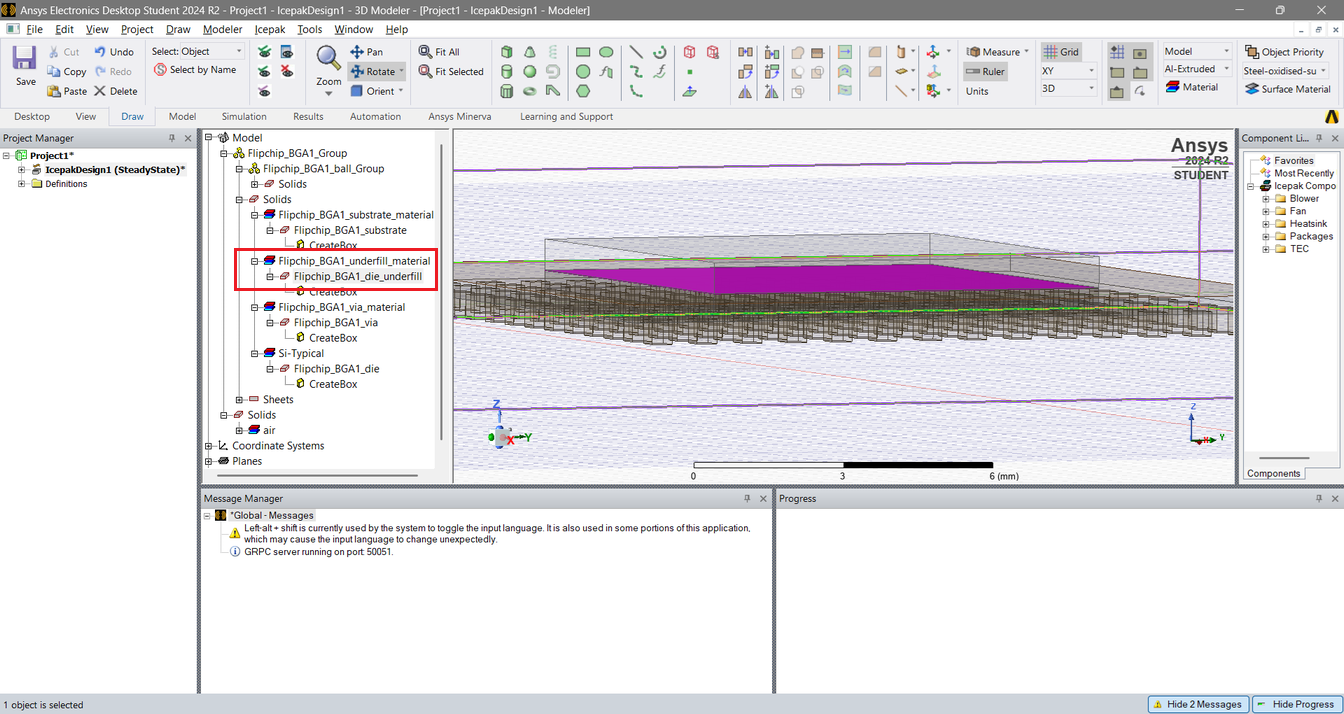 Ansys Electronics Desktop Student 2024 R2 - Project1 - IcepakDesign1 - 3D Modeler - [Project1 - IcepakDesign1 - Modeler]
File Edit View Project Draw Modeler Icepak Tools Window Help
Save
Cut
Copy
Paste
Undo
Redo
Delete
Select: Object
Select by Name
Zoom
Pan
Rotate
Orient
Fit All
Fit Selected
Measure
Ruler
Units
Grid
XY
3D
Model
AI-Extruded
Material
Object Priority
Steel-oxidised-su
Surface Material
Desktop View Draw Model Simulation Results Automation Ansys Minerva Learning and Support
Project Manager
Project1*
IcepakDesign1 (SteadyState)*
Definitions
Model
Flipchip_BGA1_Group
Flipchip_BGA1_ball_Group
Solids
Solids
Flipchip_BGA1_substrate_material
Flipchip_BGA1_substrate
CreateBox
Flipchip_BGA1_underfill_material
Flipchip_BGA1_die_underfill
CreateBox
Flipchip_BGA1_via_material
Flipchip_BGA1_via
CreateBox
Si-Typical
Flipchip_BGA1_die
CreateBox
Sheets
Solids
air
Coordinate Systems
Planes
Ansys
2024 R2
STUDENT
Z
X
Y
Z
X
Y
0 3 6 (mm)
Component Li...
Favorites
Most Recently
Icepak Compo
Blower
Fan
Heatsink
Packages
TEC
Components
Message Manager
*Global - Messages
Left-alt + shift is currently used by the system to toggle the input language. It is also used in some portions of this application,
which may cause the input language to change unexpectedly.
GRPC server running on port: 50051.
Progress
1 object is selected
Hide 2 Messages
Hide Progress